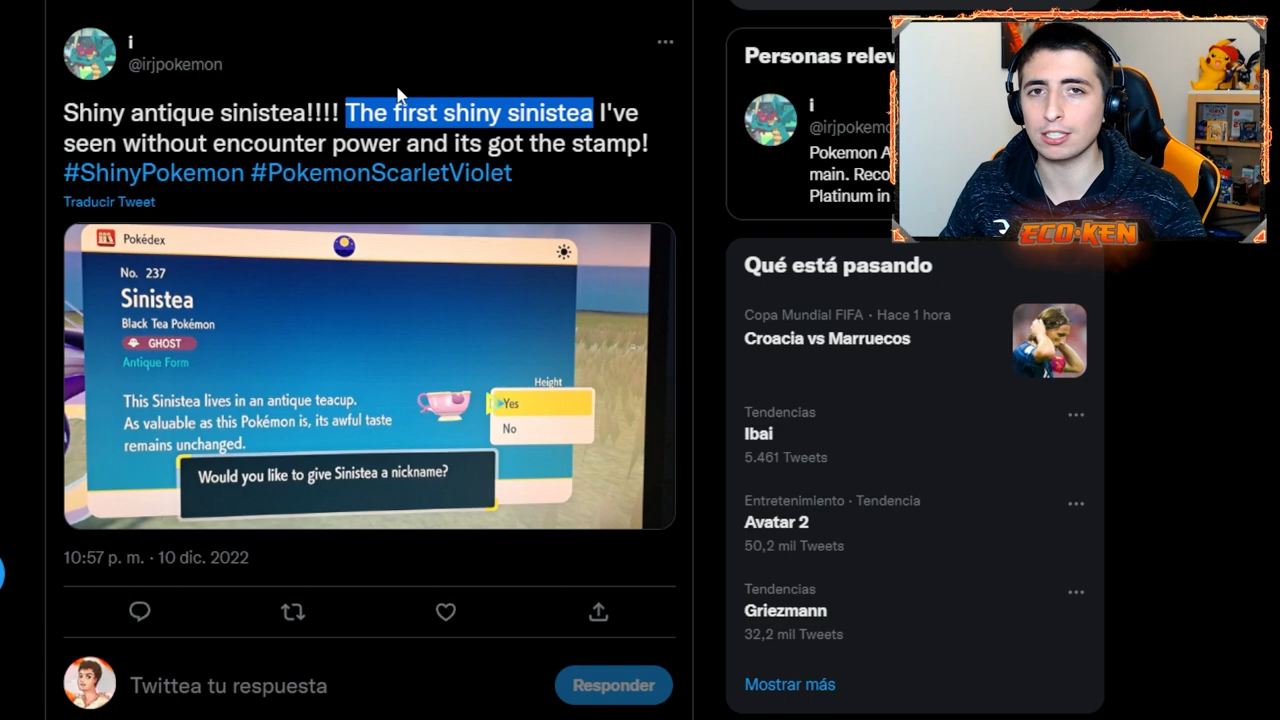 i
@irjpokemon
Shiny antique sinistea!!!! The first shiny sinistea I've
seen without encounter power and its got the stamp!
#ShinyPokemon #PokemonScarletViolet
Traducir Tweet
Pokédex
No. 237
Sinistea
Black Tea Pokémon
GHOST
Antique Form
This Sinistea lives in an antique teacup.
As valuable as this Pokémon is, its awful taste
remains unchanged.
Height
Yes
No
Would you like to give Sinistea a nickname?
10:57 p. m. · 10 dic. 2022
Twittea tu respuesta
Responder
Personas relev
i
@irjpokemo
Pokemon A
main. Reco
Platinum in
ECO·KEN
Qué está pasando
Copa Mundial FIFA · Hace 1 hora
Croacia vs Marruecos
Tendencias
Ibai
5.461 Tweets
Entretenimiento · Tendencia
Avatar 2
50,2 mil Tweets
Tendencias
Griezmann
32,2 mil Tweets
Mostrar más